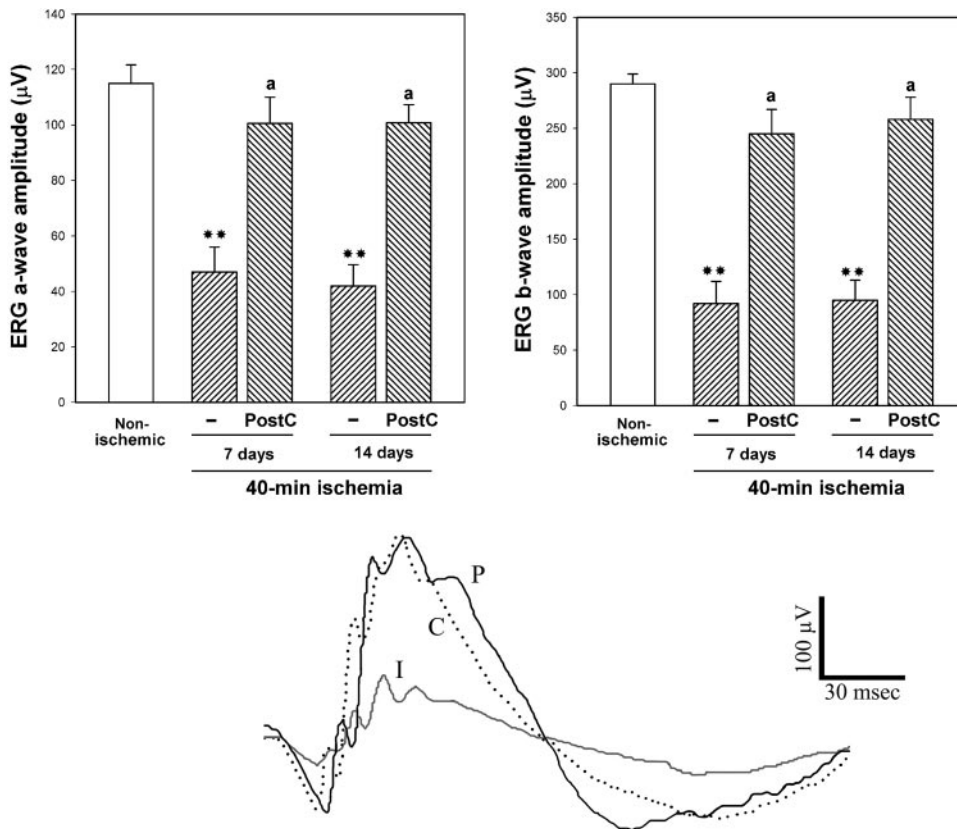 ERG a-wave amplitude (µV)
140
120
100
80
60
40
20
0
** a ** a
Non-
ischemic
– PostC – PostC
7 days 14 days
40-min ischemia
ERG b-wave amplitude (µV)
350
300
250
200
150
100
50
0
** a ** a
Non-
ischemic
– PostC – PostC
7 days 14 days
40-min ischemia
P
C
I
100 µV
30 msec